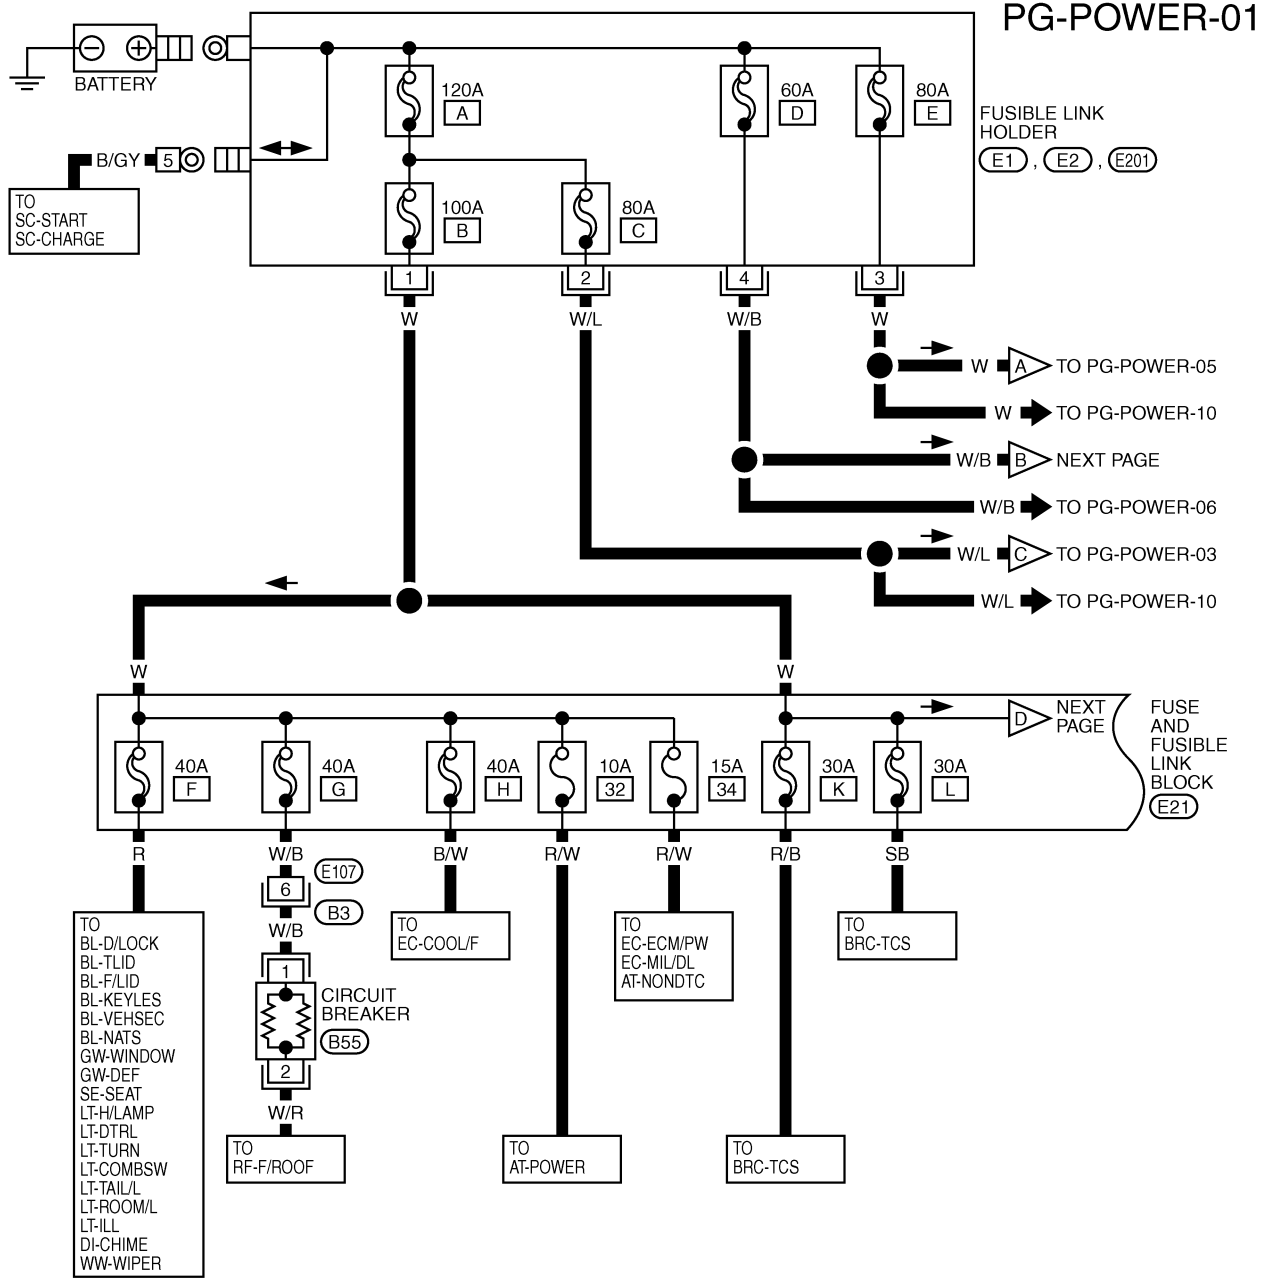 PG-POWER-01
BATTERY
120A
A
60A
D
80A
E
FUSIBLE LINK
HOLDER
E1 , E2 , E201
B/GY 5
TO
SC-START
SC-CHARGE
100A
B
80A
C
1
2
4
3
W
W/L
W/B
W
W A TO PG-POWER-05
W TO PG-POWER-10
W/B B NEXT PAGE
W/B TO PG-POWER-06
W/L C TO PG-POWER-03
W/L TO PG-POWER-10
W
W
D NEXT
PAGE
FUSE
AND
FUSIBLE
LINK
BLOCK
E21
40A
F
40A
G
40A
H
10A
32
15A
34
30A
K
30A
L
R
W/B
B/W
R/W
R/W
R/B
SB
6
E107
B3
W/B
1
CIRCUIT
BREAKER
B55
2
W/R
TO
BL-D/LOCK
BL-TLID
BL-F/LID
BL-KEYLES
BL-VEHSEC
BL-NATS
GW-WINDOW
GW-DEF
SE-SEAT
LT-H/LAMP
LT-DTRL
LT-TURN
LT-COMBSW
LT-TAIL/L
LT-ROOM/L
LT-ILL
DI-CHIME
WW-WIPER
TO
RF-F/ROOF
TO
EC-COOL/F
TO
AT-POWER
TO
EC-ECM/PW
EC-MIL/DL
AT-NONDTC
TO
BRC-TCS
TO
BRC-TCS